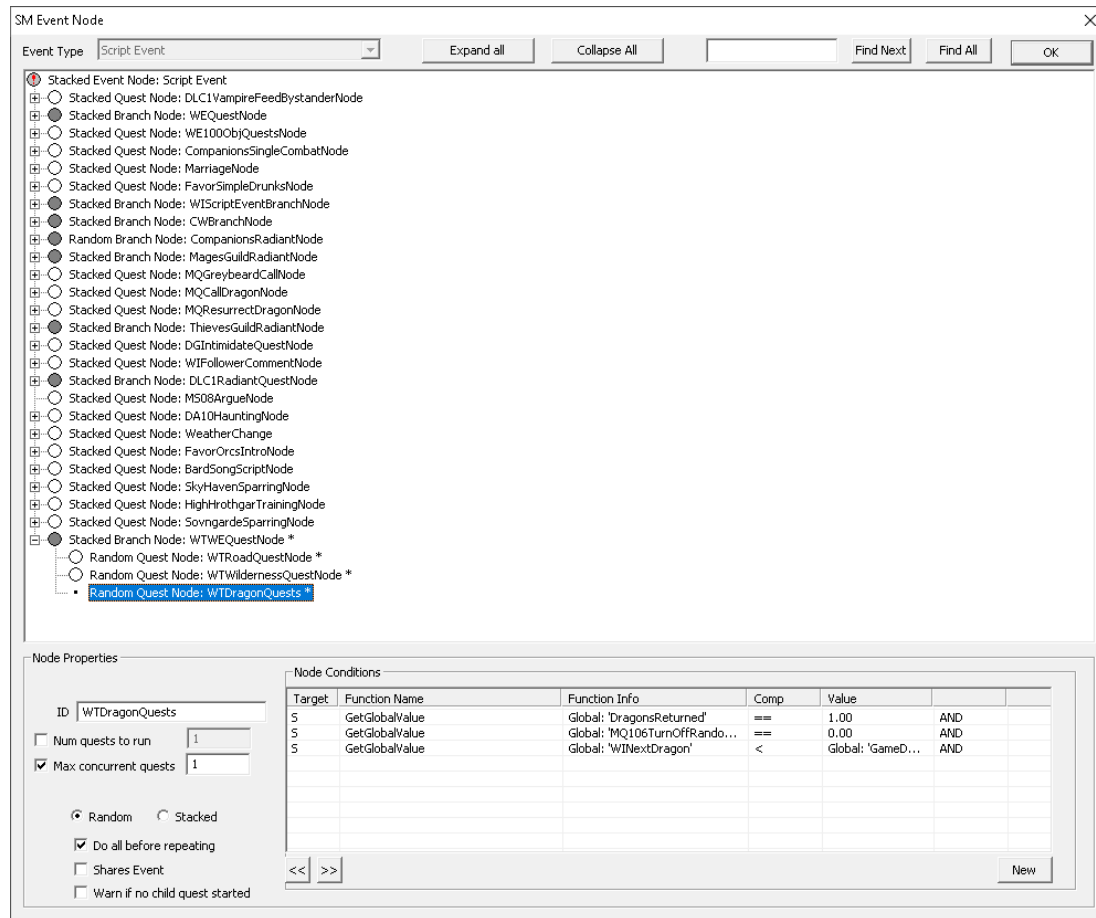 SM Event Node
Event Type Script Event Expand all Collapse All Find Next Find All OK
Stacked Event Node: Script Event
Stacked Quest Node: DLC1VampireFeedBystanderNode
Stacked Branch Node: WEQuestNode
Stacked Quest Node: WE100ObjQuestsNode
Stacked Quest Node: CompanionsSingleCombatNode
Stacked Quest Node: MarriageNode
Stacked Quest Node: FavorSimpleDrunksNode
Stacked Branch Node: WIScriptEventBranchNode
Stacked Branch Node: CWBranchNode
Random Branch Node: CompanionsRadiantNode
Stacked Branch Node: MagesGuildRadiantNode
Stacked Quest Node: MQGreybeardCallNode
Stacked Quest Node: MQCallDragonNode
Stacked Quest Node: MQResurrectDragonNode
Stacked Branch Node: ThievesGuildRadiantNode
Stacked Quest Node: DGIntimidateQuestNode
Stacked Quest Node: WIFollowerCommentNode
Stacked Branch Node: DLC1RadiantQuestNode
Stacked Quest Node: MS08ArgueNode
Stacked Quest Node: DA10HauntingNode
Stacked Quest Node: WeatherChange
Stacked Quest Node: FavorOrcsIntroNode
Stacked Quest Node: BardSongScriptNode
Stacked Quest Node: SkyHavenSparringNode
Stacked Quest Node: HighHrothgarTrainingNode
Stacked Quest Node: SovngardeSparringNode
Stacked Branch Node: WTWEQuestNode *
Random Quest Node: WTRoadQuestNode *
Random Quest Node: WTWildernessQuestNode *
Random Quest Node: WTDragonQuests *
Node Properties
ID WTDragonQuests
Num quests to run 1
Max concurrent quests 1
Random Stacked
Do all before repeating
Shares Event
Warn if no child quest started
Node Conditions
Target Function Name Function Info Comp Value
S GetGlobalValue Global: 'DragonsReturned' == 1.00 AND
S GetGlobalValue Global: 'MQ106TurnOffRando... == 0.00 AND
S GetGlobalValue Global: 'WINextDragon' < Global: 'GameD... AND
<< >> New